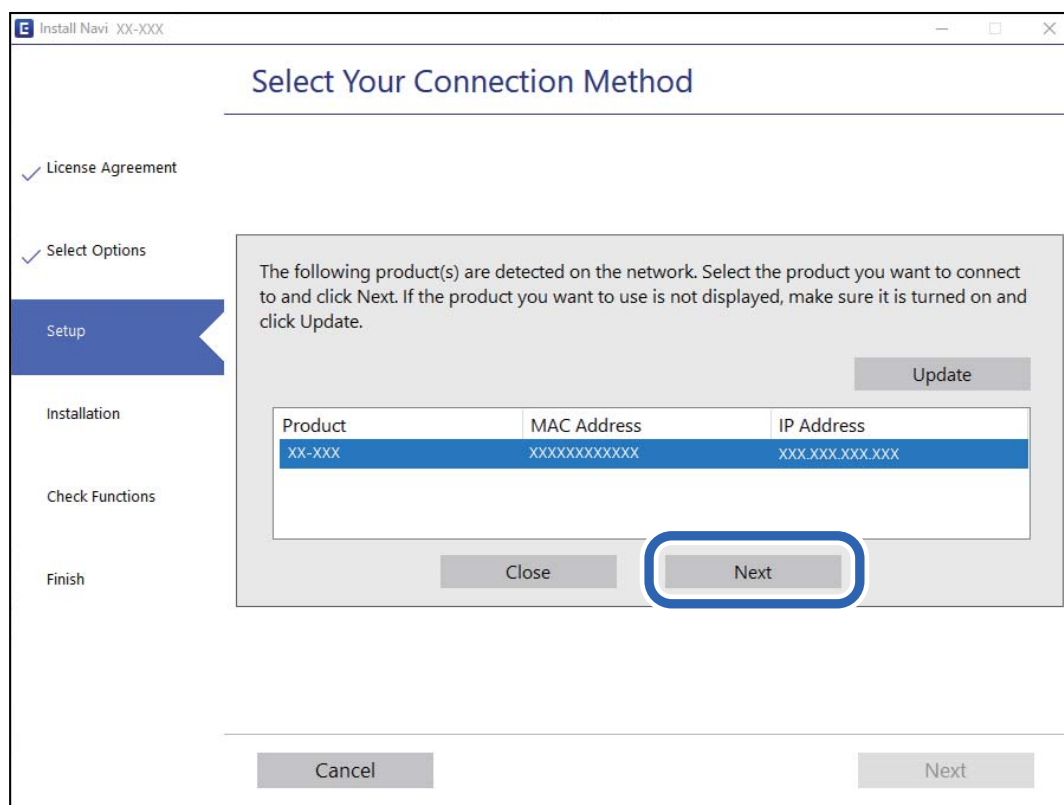 E Install Navi XX-XXX
Select Your Connection Method
License Agreement
Select Options
Setup
Installation
Check Functions
Finish
The following product(s) are detected on the network. Select the product you want to connect
to and click Next. If the product you want to use is not displayed, make sure it is turned on and
click Update.
Update
Product MAC Address IP Address
XX-XXX XXXXXXXXXXXX XXX.XXX.XXX.XXX
Close Next
Cancel Next